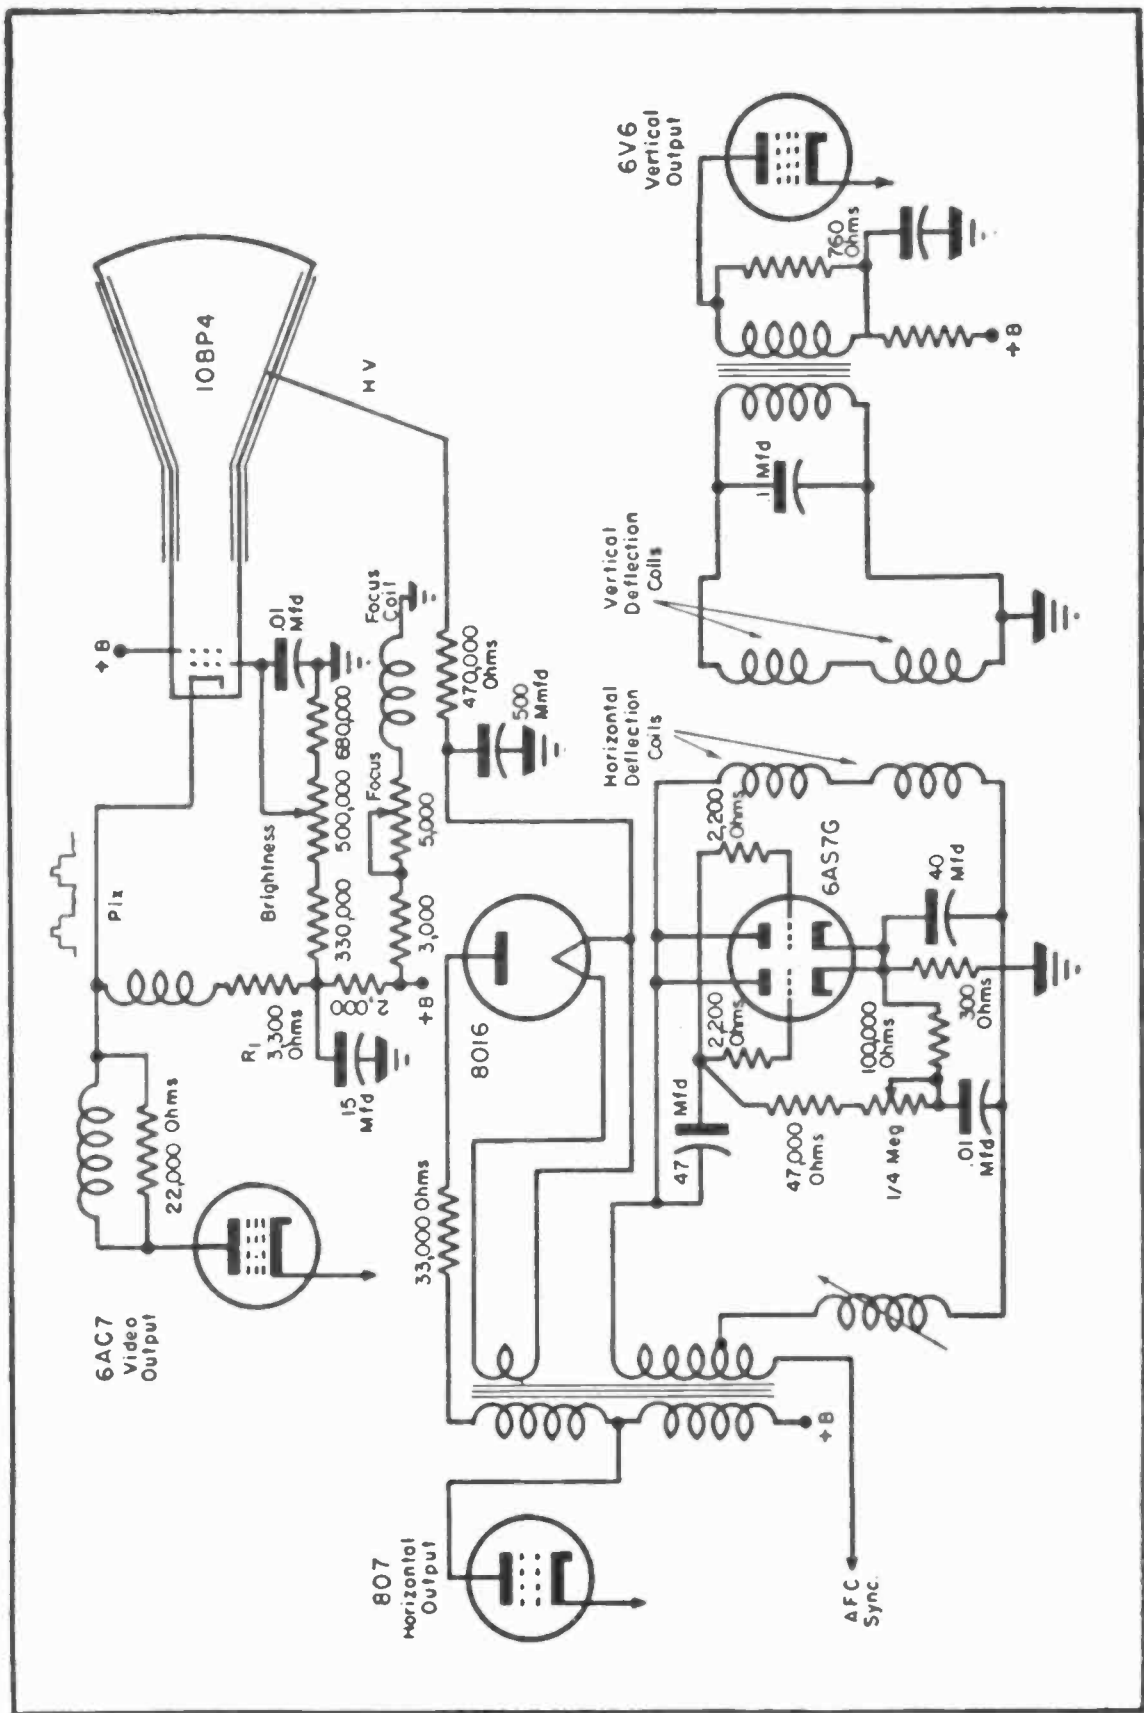 6AC7
Video
Output
22,000 Ohms
Pix
R1
3,300
Ohms
15
Mfd
2,000
+B
Brightness
330,000
500,000
680,000
.01
Mfd
+B
10BP4
HV
3,000
Focus
5,000
Focus
Coil
470,000
Ohms
500
Mmfd
807
Horizontal
Output
33,000 Ohms
8016
+B
AFC
Sync.
47
Mfd
2,200
Ohms
2,200
Ohms
6AS7G
47,000
Ohms
1/4 Meg
100,000
Ohms
.01
Mfd
300
Ohms
40
Mfd
Horizontal
Deflection
Coils
Vertical
Deflection
Coils
.1 Mfd
6V6
Vertical
Output
760
Ohms
+B